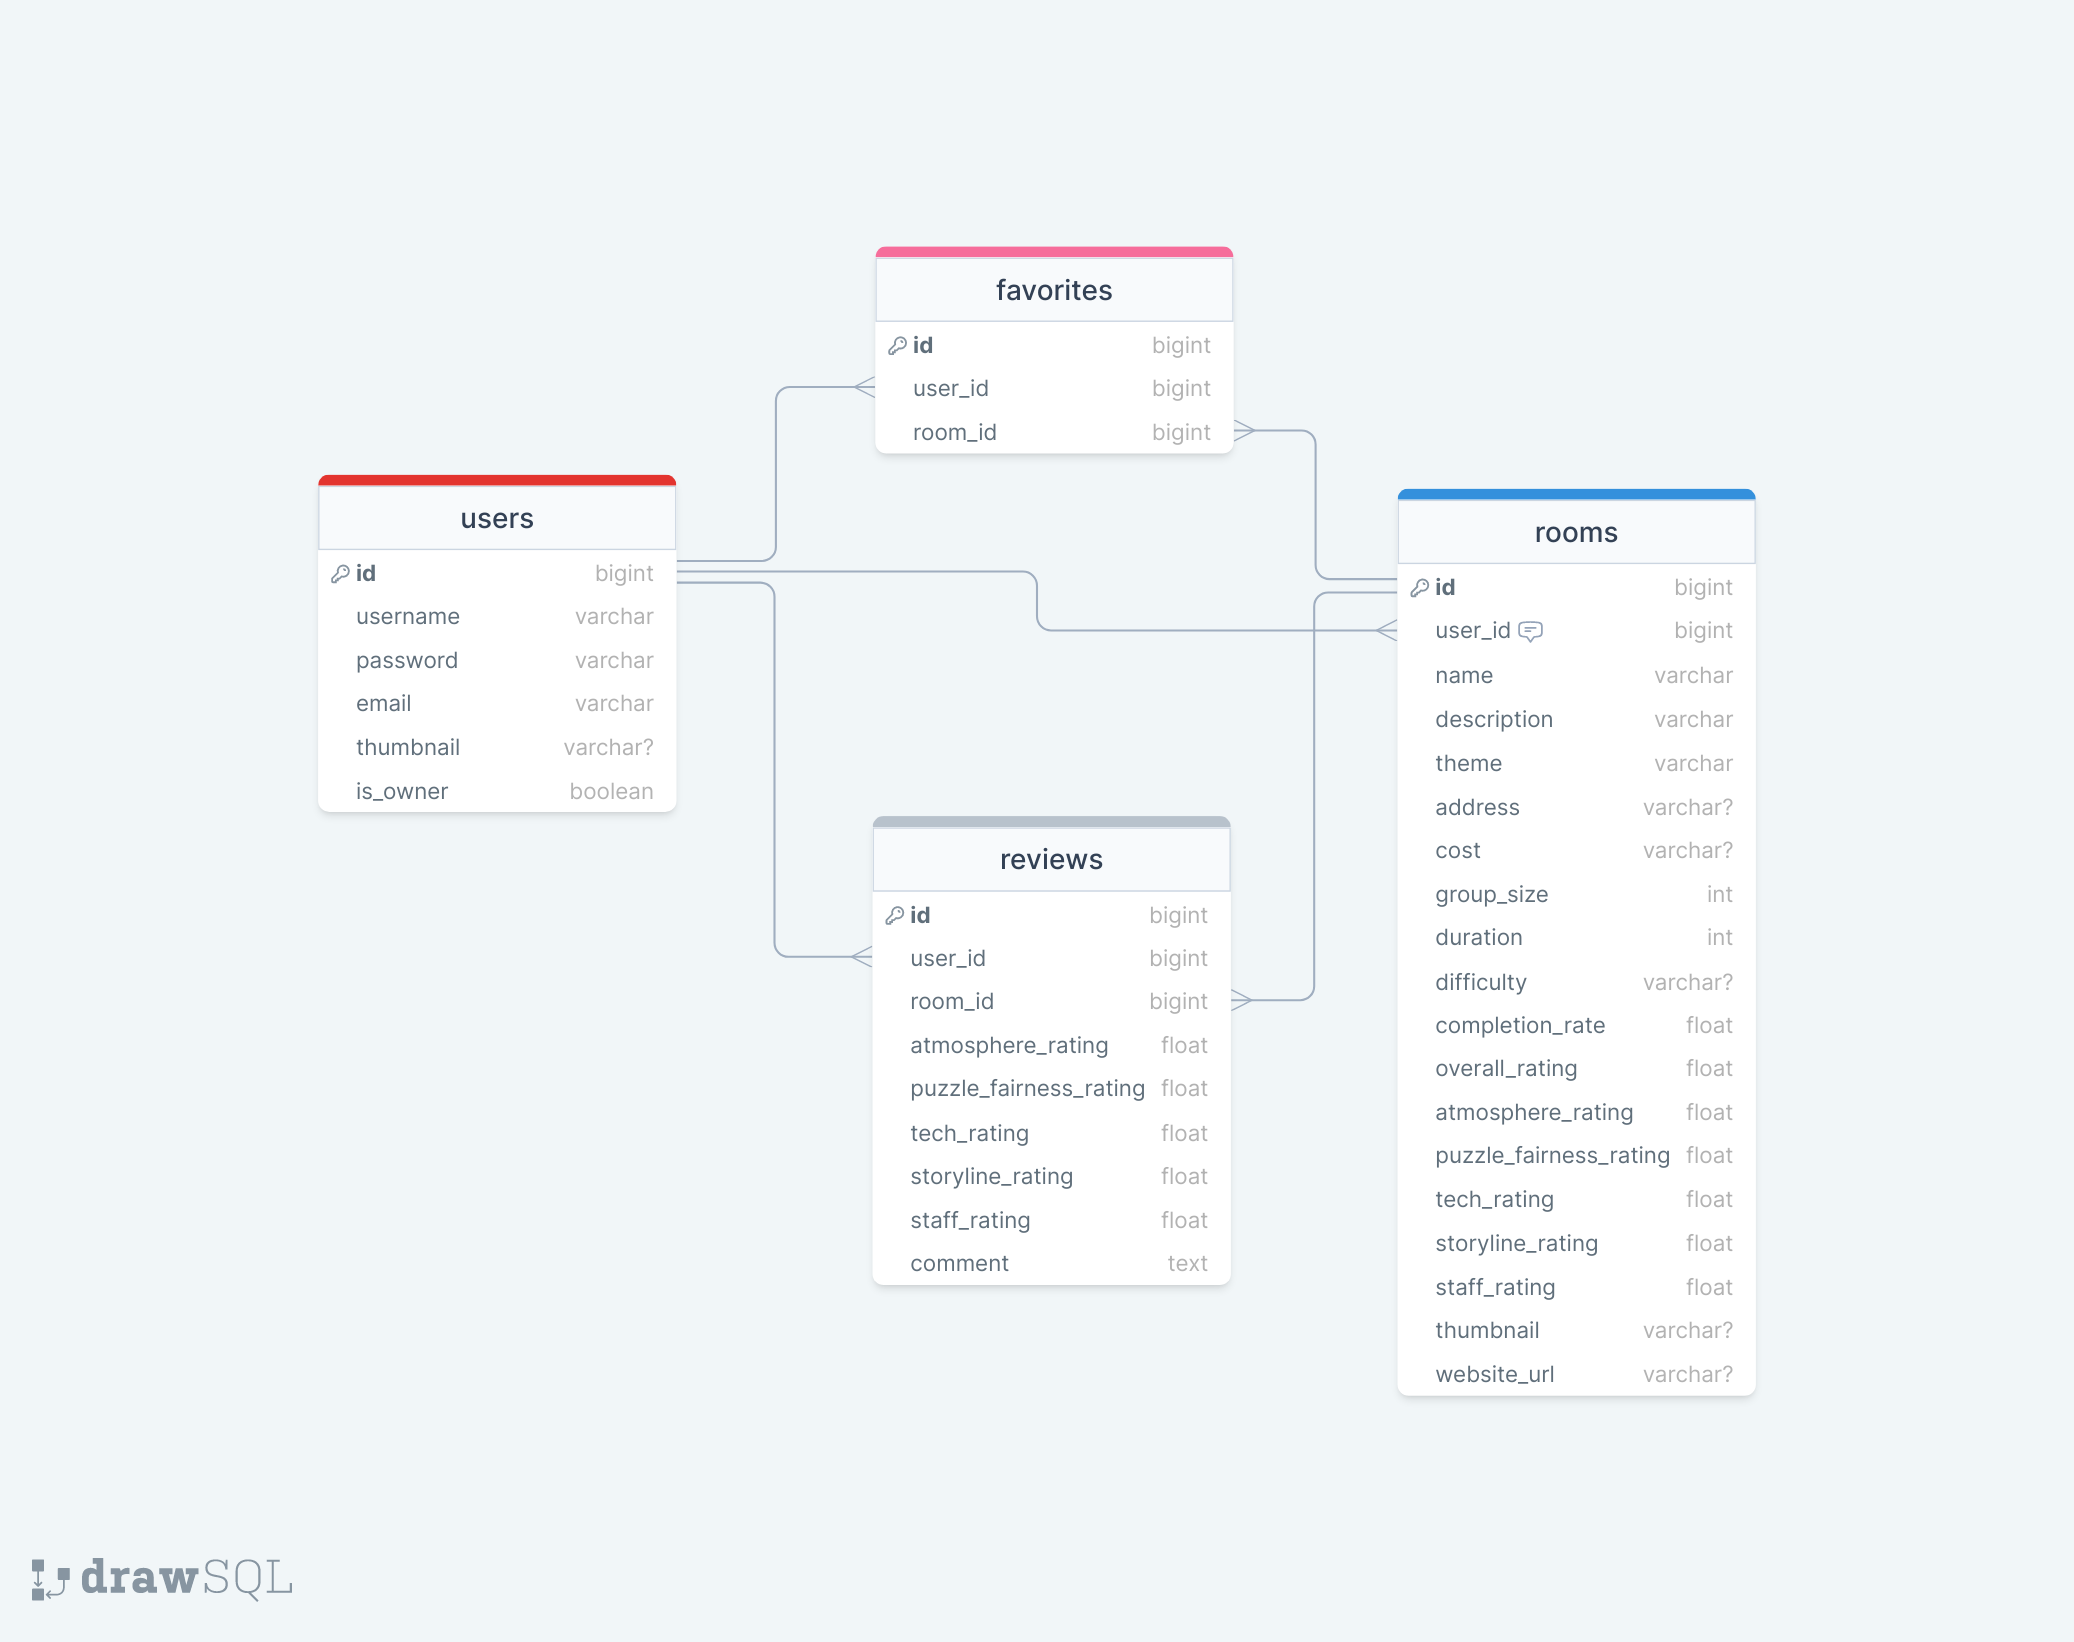 favorites
id bigint
user_id bigint
room_id bigint
users
id bigint
username varchar
password varchar
email varchar
thumbnail varchar?
is_owner boolean
rooms
id bigint
user_id bigint
name varchar
description varchar
theme varchar
address varchar?
cost varchar?
group_size int
duration int
difficulty varchar?
completion_rate float
overall_rating float
atmosphere_rating float
puzzle_fairness_rating float
tech_rating float
storyline_rating float
staff_rating float
thumbnail varchar?
website_url varchar?
reviews
id bigint
user_id bigint
room_id bigint
atmosphere_rating float
puzzle_fairness_rating float
tech_rating float
storyline_rating float
staff_rating float
comment text
drawSQL